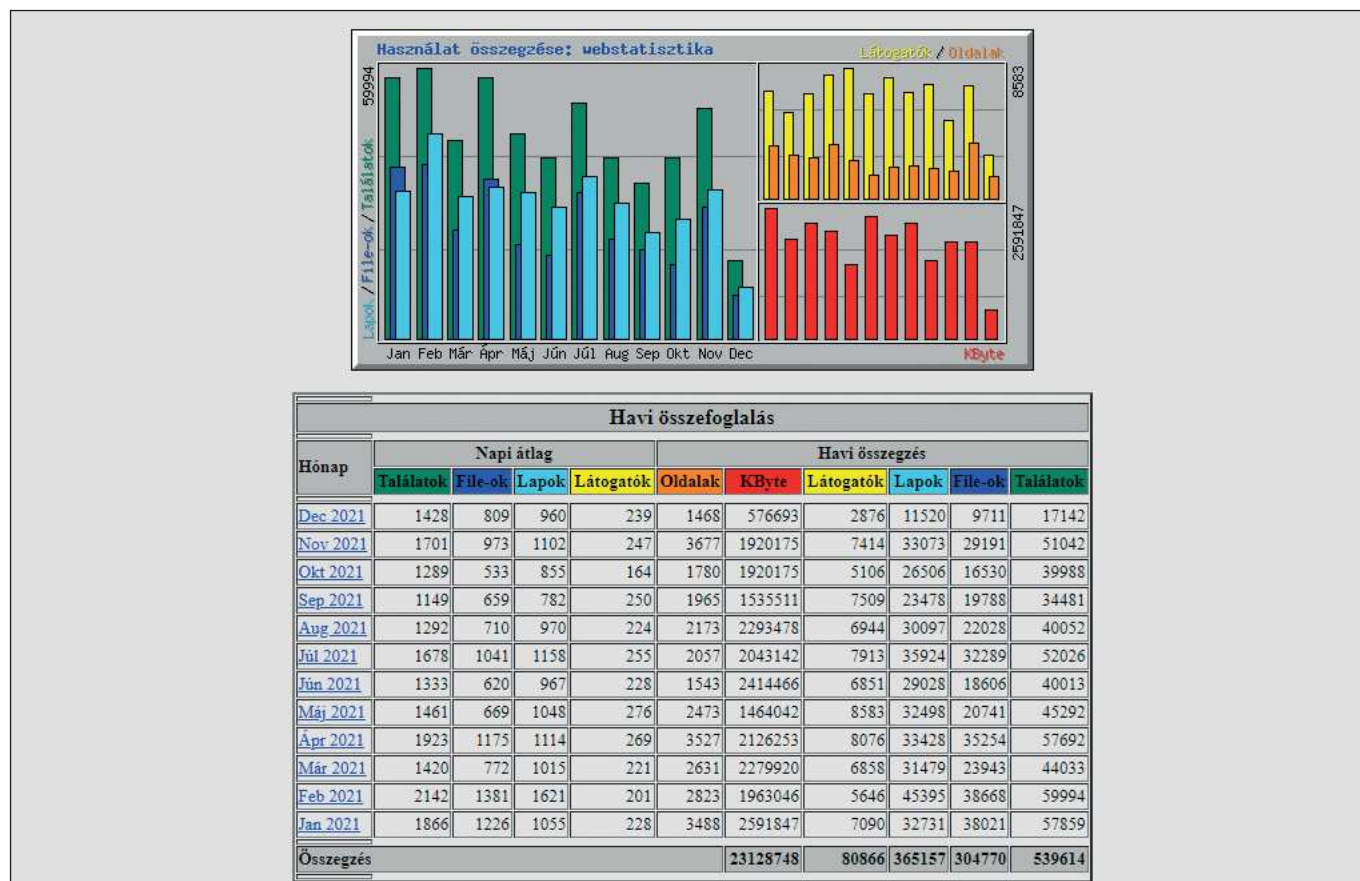 Használat összegzése: webstatisztika
Látogatók / Oldalak
59994
8583
Lapok / File-ok / Találatok
2591847
Jan Feb Már Ápr Máj Jún Júl Aug Sep Okt Nov Dec
KByte
Havi összefoglalás
Hónap Napi átlag Havi összegzés
Találatok File-ok Lapok Látogatók Oldalak KByte Látogatók Lapok File-ok Találatok
Dec 2021 1428 809 960 239 1468 576693 2876 11520 9711 17142
Nov 2021 1701 973 1102 247 3677 1920175 7414 33073 29191 51042
Okt 2021 1289 533 855 164 1780 1920175 5106 26506 16530 39988
Sep 2021 1149 659 782 250 1965 1535511 7509 23478 19788 34481
Aug 2021 1292 710 970 224 2173 2293478 6944 30097 22028 40052
Júl 2021 1678 1041 1158 255 2057 2043142 7913 35924 32289 52026
Jún 2021 1333 620 967 228 1543 2414466 6851 29028 18606 40013
Máj 2021 1461 669 1048 276 2473 1464042 8583 32498 20741 45292
Ápr 2021 1923 1175 1114 269 3527 2126253 8076 33428 35254 57692
Már 2021 1420 772 1015 221 2631 2279920 6858 31479 23943 44033
Feb 2021 2142 1381 1621 201 2823 1963046 5646 45395 38668 59994
Jan 2021 1866 1226 1055 228 3488 2591847 7090 32731 38021 57859
Összegzés 23128748 80866 365157 304770 539614